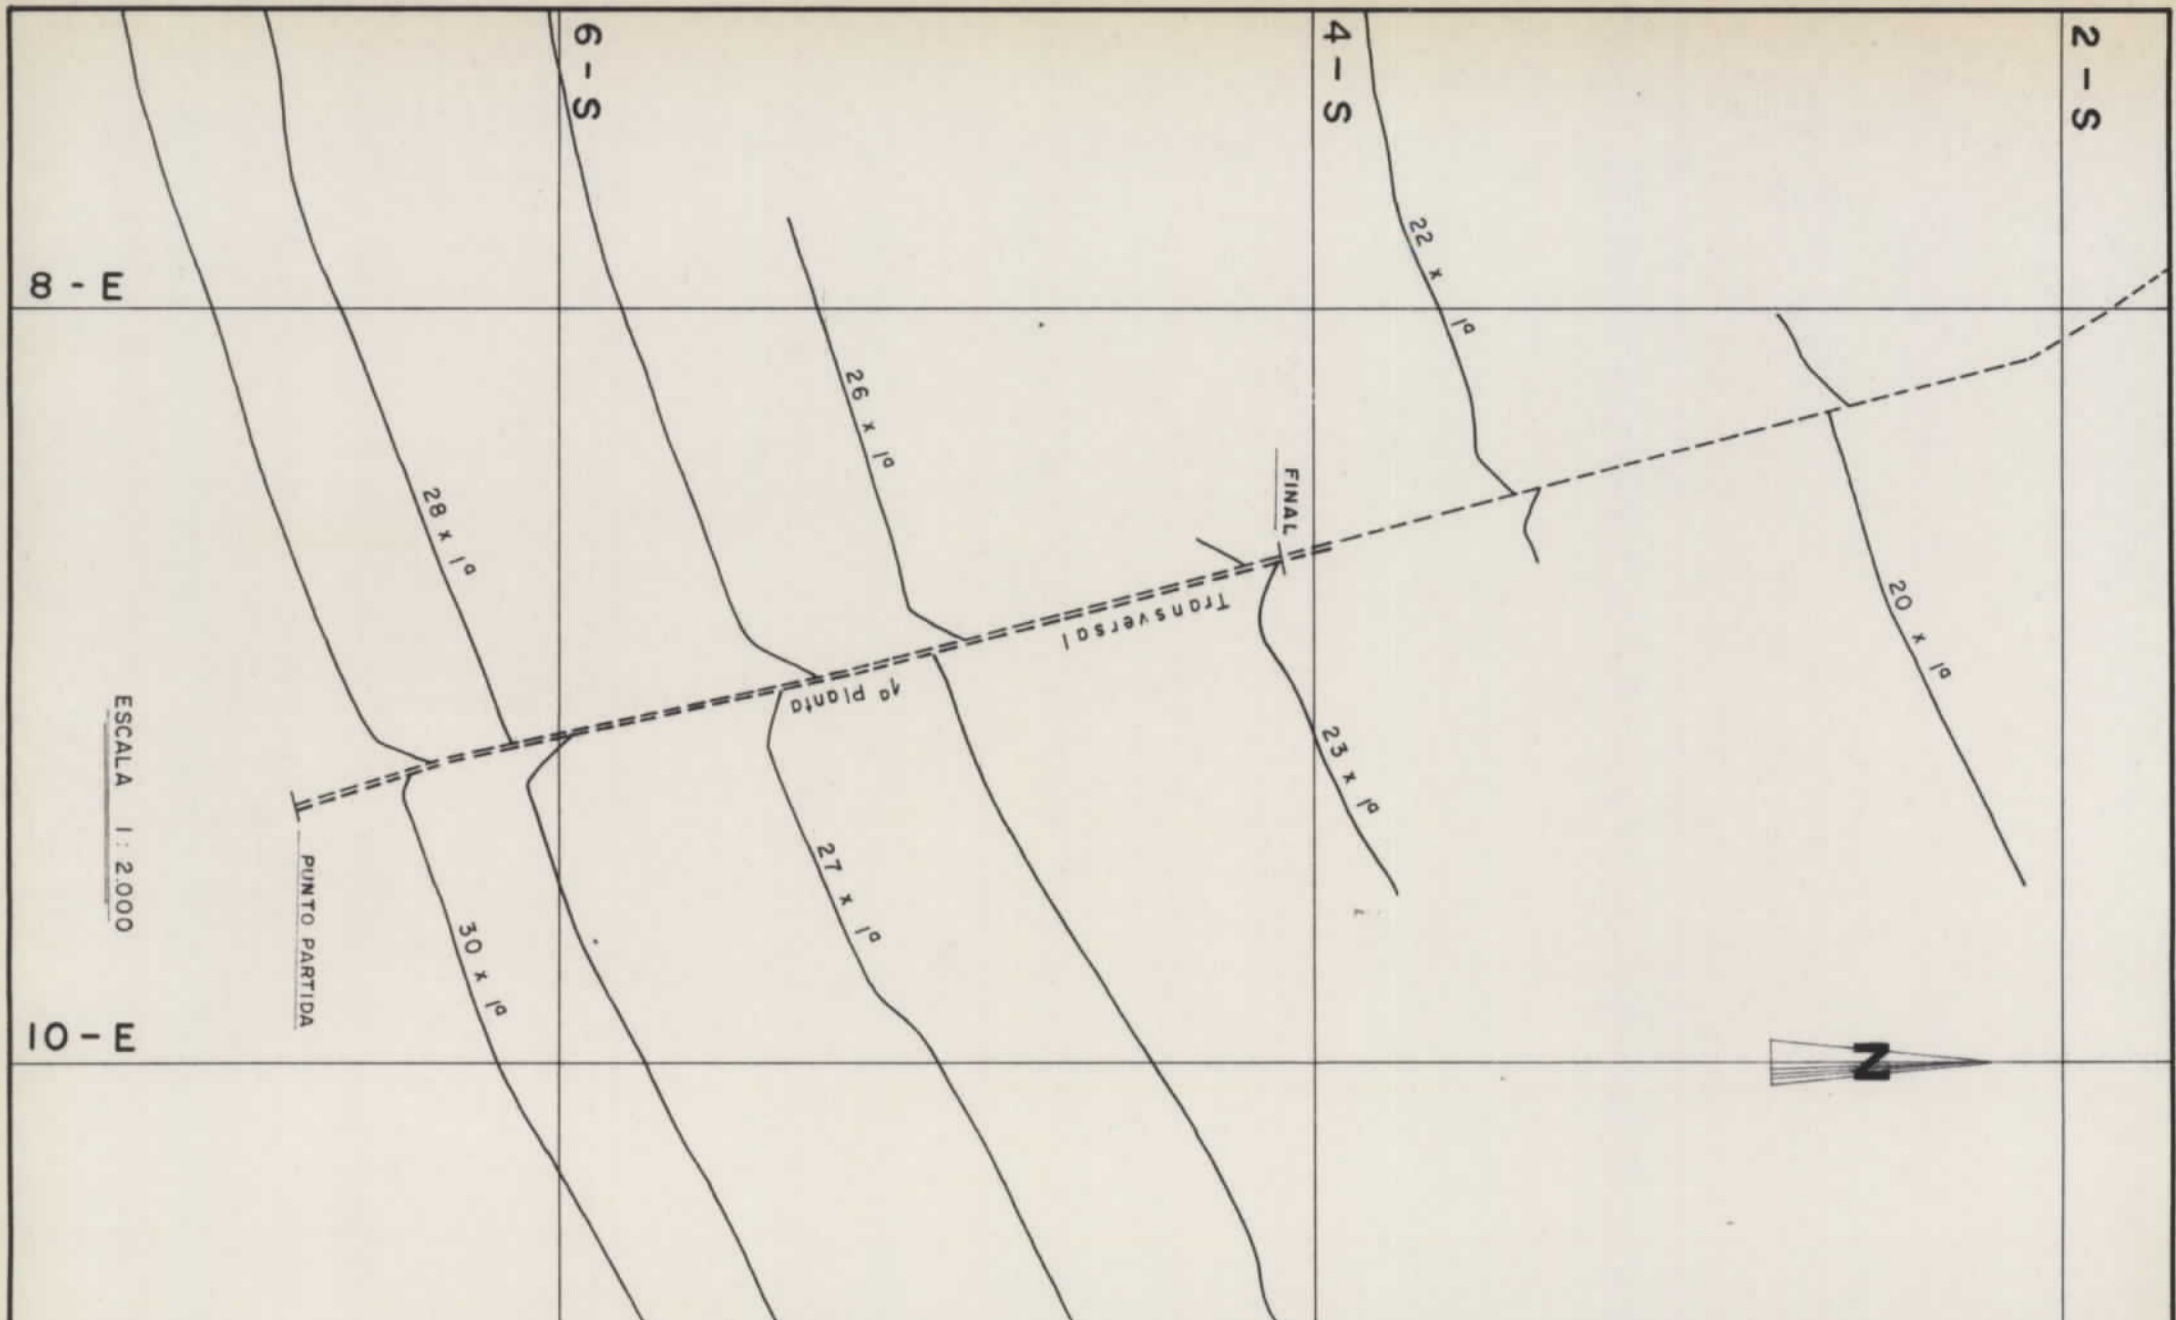 6 - S
4 - S
2 - S
8 - E
10 - E
22 x 1ª
26 x 1ª
28 x 1ª
FINAL
20 x 1ª
Transversal
1ª planta
23 x 1ª
27 x 1ª
30 x 1ª
PUNTO PARTIDA
ESCALA 1: 2.000
N